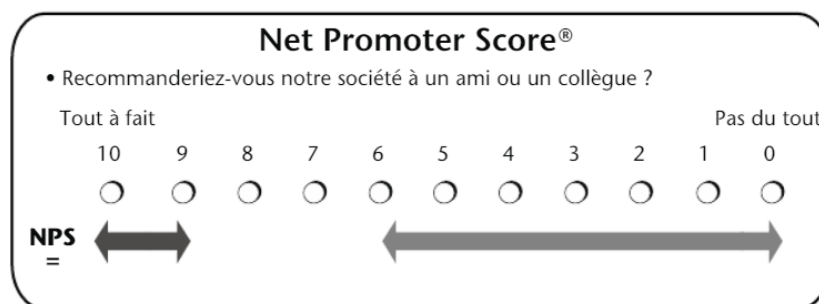 Net Promoter Score®
• Recommanderiez-vous notre société à un ami ou un collègue ?
Tout à fait Pas du tout
10 9 8 7 6 5 4 3 2 1 0
NPS
=